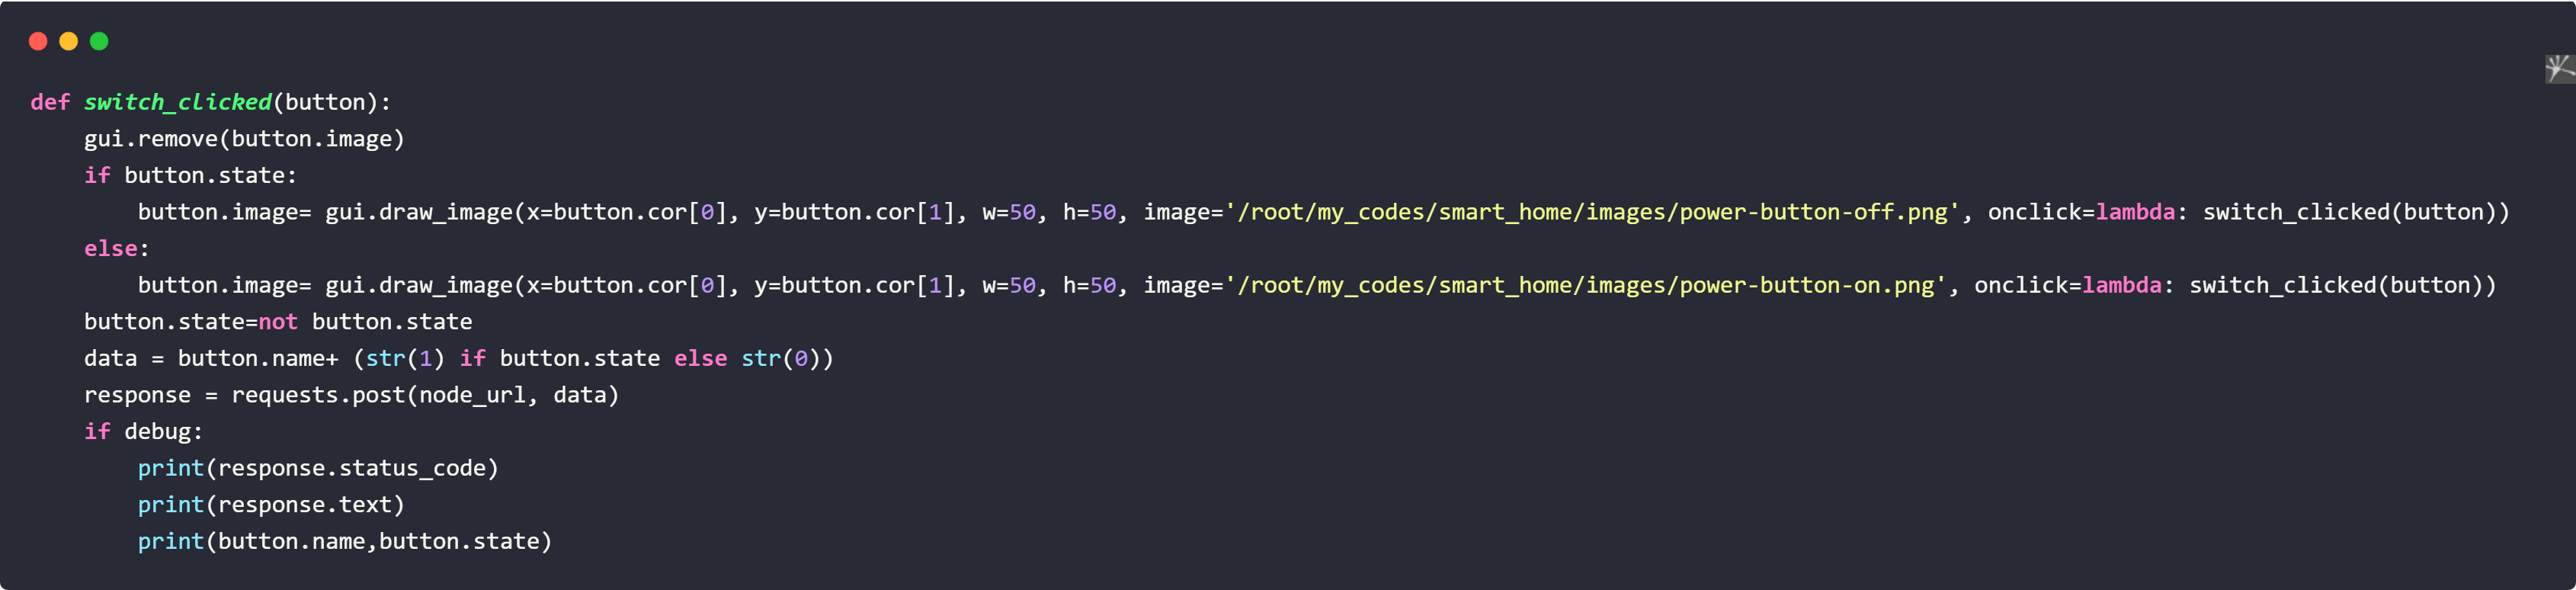 def switch_clicked(button):
    gui.remove(button.image)
    if button.state:
        button.image= gui.draw_image(x=button.cor[0], y=button.cor[1], w=50, h=50, image='/root/my_codes/smart_home/images/power-button-off.png', onclick=lambda: switch_clicked(button))
    else:
        button.image= gui.draw_image(x=button.cor[0], y=button.cor[1], w=50, h=50, image='/root/my_codes/smart_home/images/power-button-on.png', onclick=lambda: switch_clicked(button))
    button.state=not button.state
    data = button.name+ (str(1) if button.state else str(0))
    response = requests.post(node_url, data)
    if debug:
        print(response.status_code)
        print(response.text)
        print(button.name,button.state)